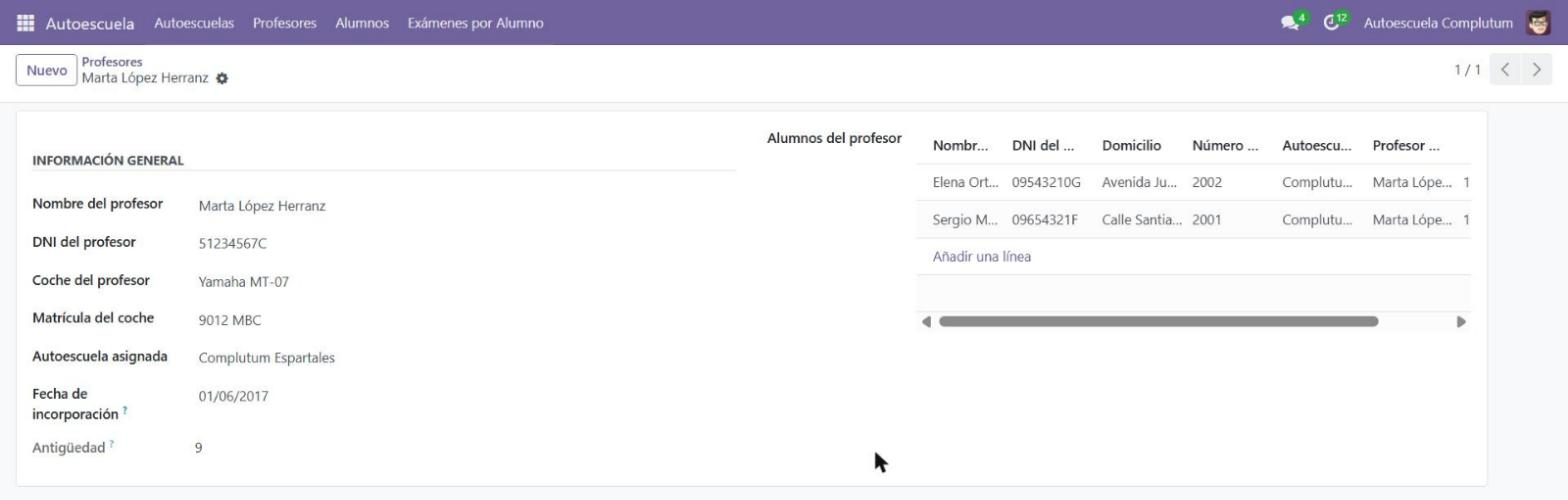 Autoescuela Autoescuelas Profesores Alumnos Exámenes por Alumno 4 12 Autoescuela Complutum
Nuevo Profesores
Marta López Herranz
1 / 1
INFORMACIÓN GENERAL
Nombre del profesor Marta López Herranz
DNI del profesor 51234567C
Coche del profesor Yamaha MT-07
Matrícula del coche 9012 MBC
Autoescuela asignada Complutum Espartales
Fecha de
incorporación ? 01/06/2017
Antigüedad ? 9
Alumnos del profesor
Nombr... DNI del ... Domicilio Número ... Autoescu... Profesor ...
Elena Ort... 09543210G Avenida Ju... 2002 Complutu... Marta Lópe... 1
Sergio M... 09654321F Calle Santia... 2001 Complutu... Marta Lópe... 1
Añadir una línea